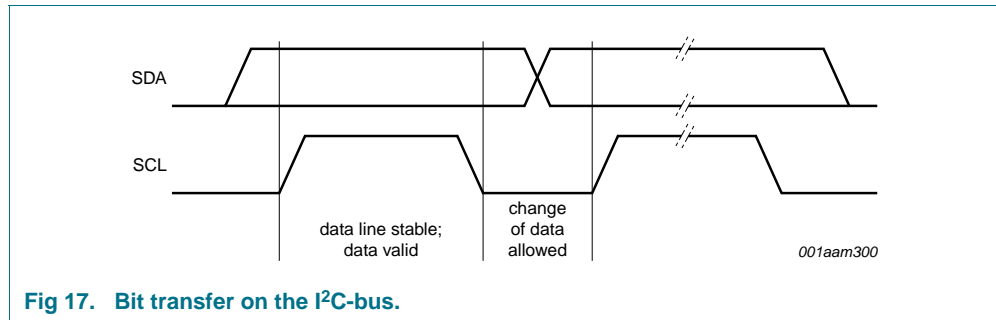 SDA
SCL
data line stable;
data valid
change
of data
allowed
001aam300
Fig 17. Bit transfer on the I²C-bus.